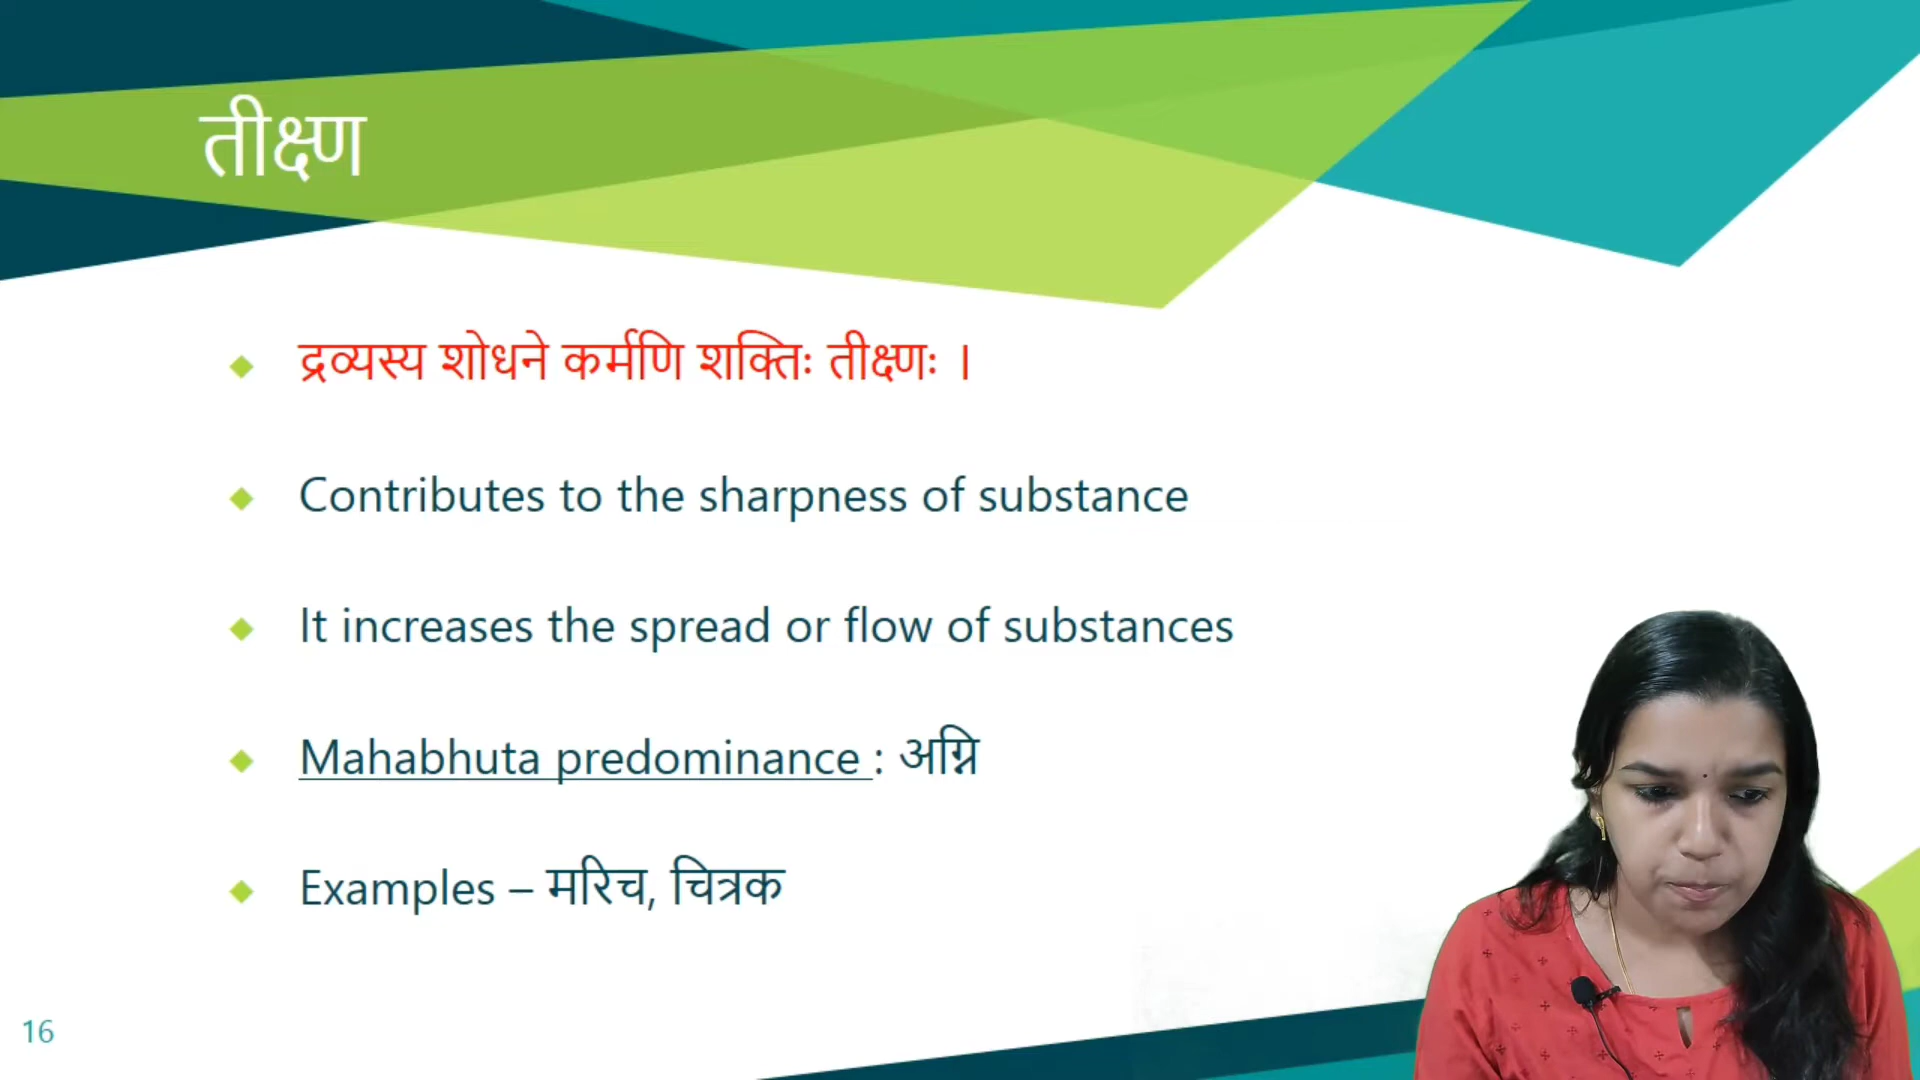 तीक्ष्ण
द्रव्यस्य शोधने कर्मणि शक्तिः तीक्ष्णः ।
Contributes to the sharpness of substance
It increases the spread or flow of substances
Mahabhuta predominance : अग्नि
Examples – मरिच, चित्रक
16